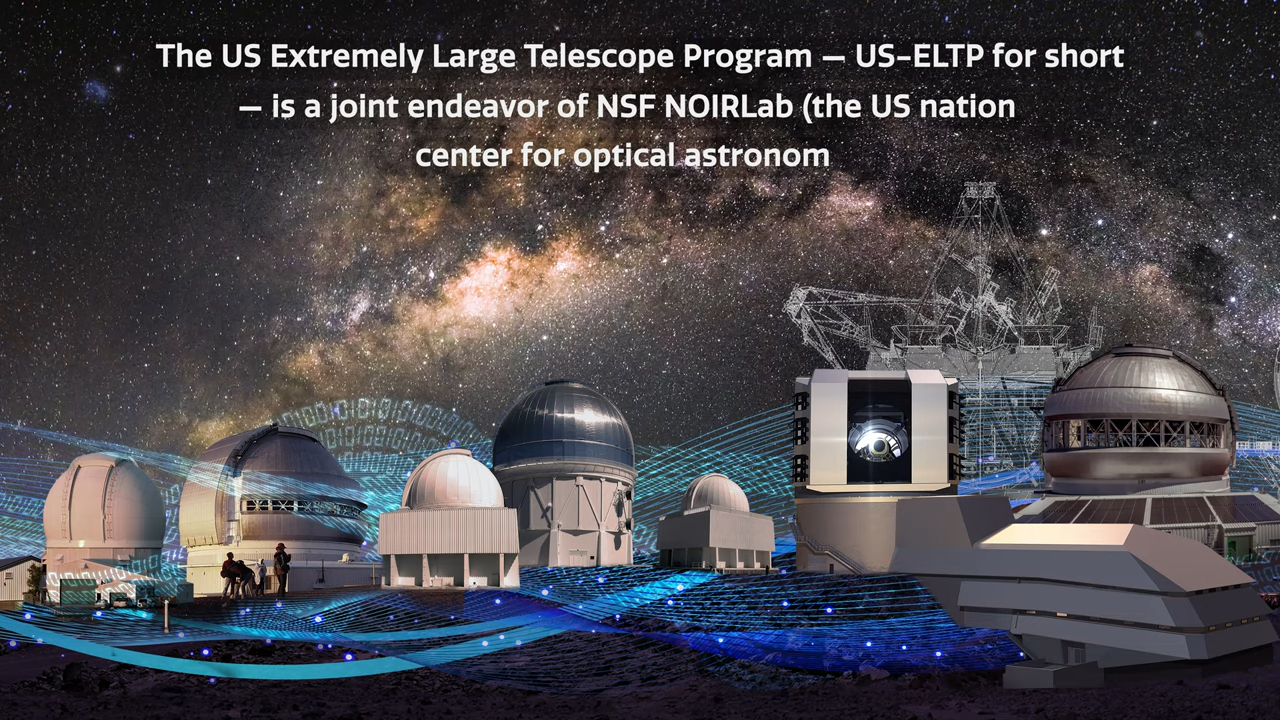 The US Extremely Large Telescope Program — US-ELTP for short
— is a joint endeavor of NSF NOIRLab (the US nation
center for optical astronom